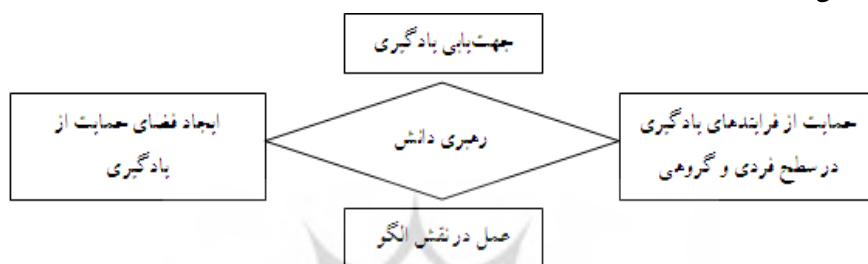 جهت‌یابی یادگیری
حمایت از فرایندهای یادگیری
در سطح فردی و گروهی
رهبری دانش
ایجاد فضای حمایت از
یادگیری
عمل در نقش الگو